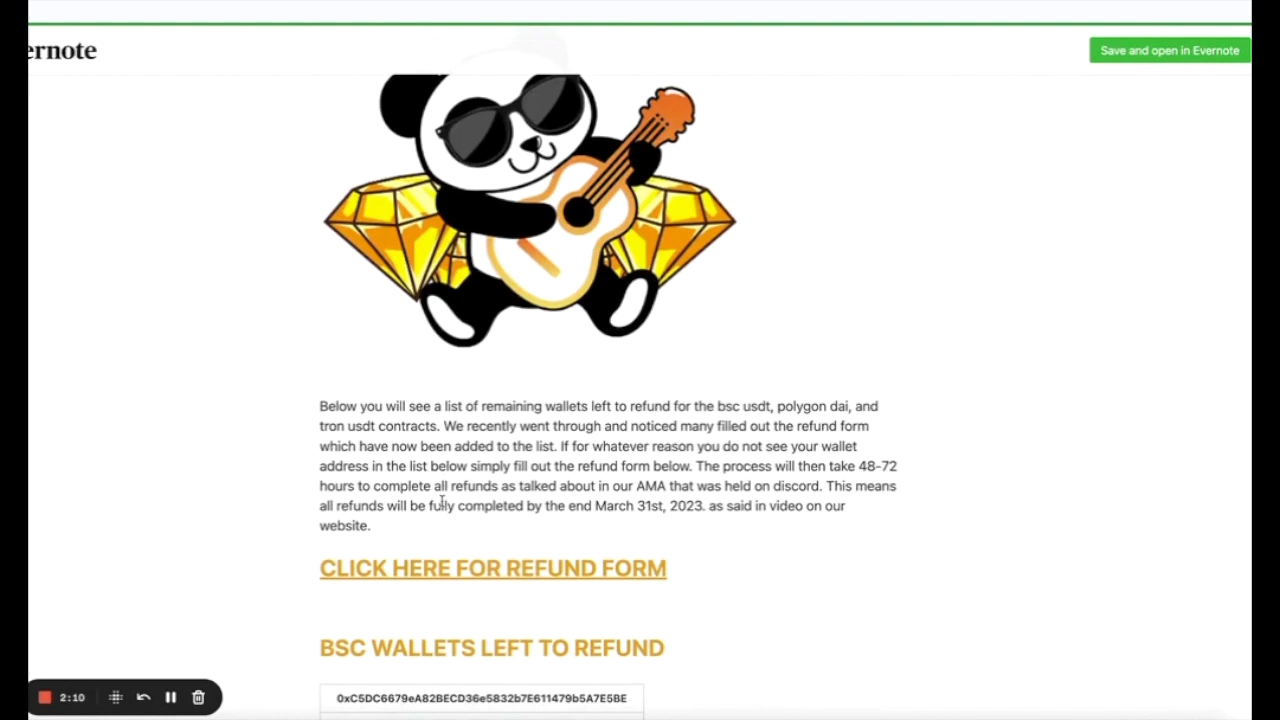 ernote
Save and open in Evernote
Below you will see a list of remaining wallets left to refund for the bsc usdt, polygon dai, and
tron usdt contracts. We recently went through and noticed many filled out the refund form
which have now been added to the list. If for whatever reason you do not see your wallet
address in the list below simply fill out the refund form below. The process will then take 48-72
hours to complete all refunds as talked about in our AMA that was held on discord. This means
all refunds will be fully completed by the end March 31st, 2023. as said in video on our
website.
CLICK HERE FOR REFUND FORM
BSC WALLETS LEFT TO REFUND
0xC5DC6679eA82BECD36e5832b7E611479b5A7E5BE
2:10